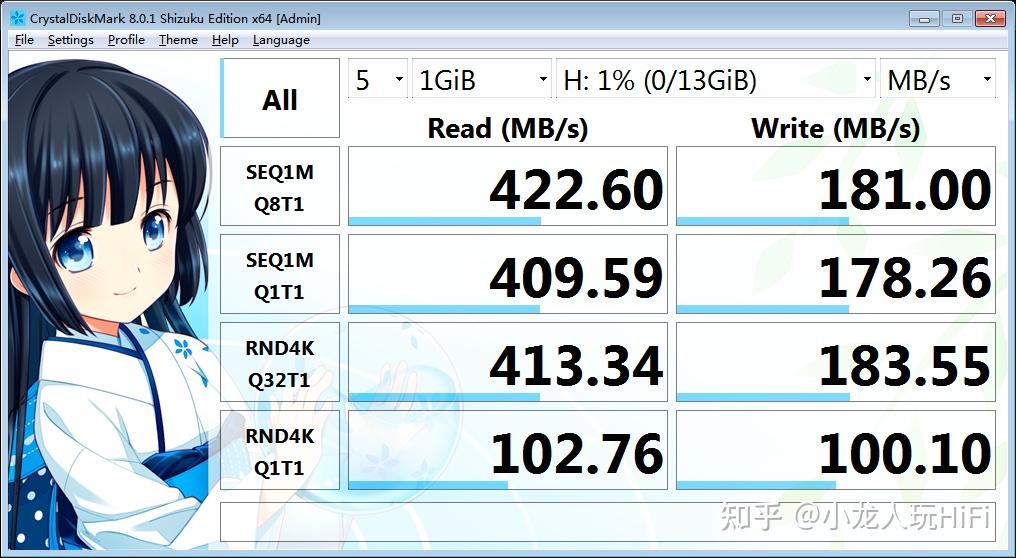 CrystalDiskMark 8.0.1 Shizuku Edition x64 [Admin]
File Settings Profile Theme Help Language
All 5 1GiB H: 1% (0/13GiB) MB/s
Read (MB/s) Write (MB/s)
SEQ1M
Q8T1 422.60 181.00
SEQ1M
Q1T1 409.59 178.26
RND4K
Q32T1 413.34 183.55
RND4K
Q1T1 102.76 100.10
知乎 @小龙人玩HiFi